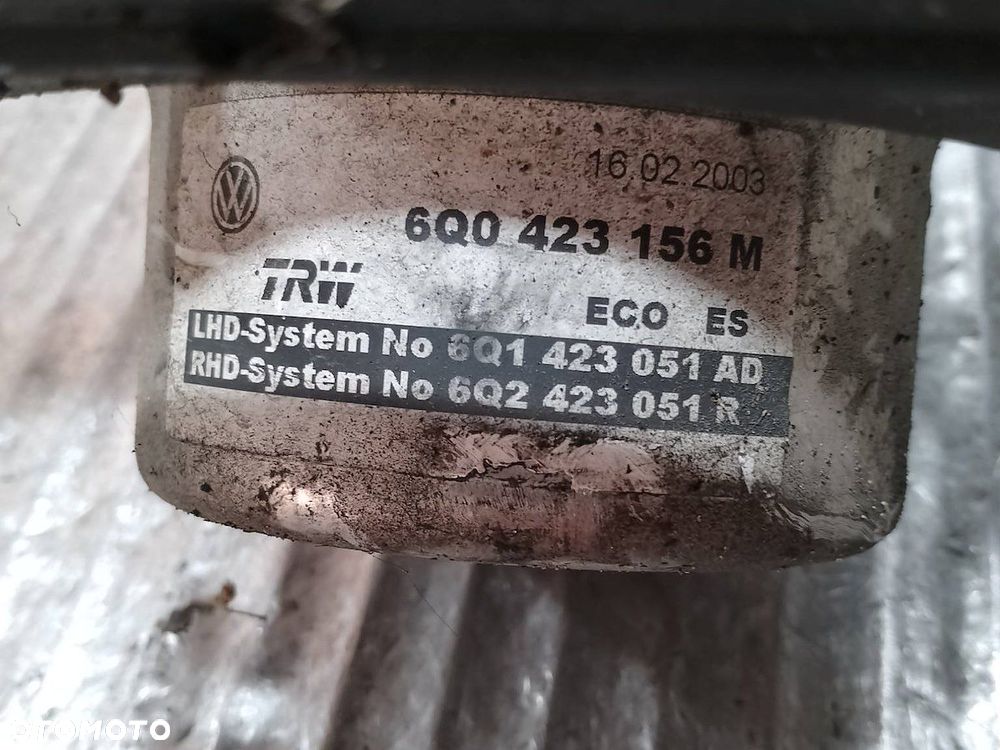 16.02.2003
6Q0 423 156 M
TRW
ECO ES
LHD-System No 6Q1 423 051 AD
RHD-System No 6Q2 423 051 R
OTOMOTO